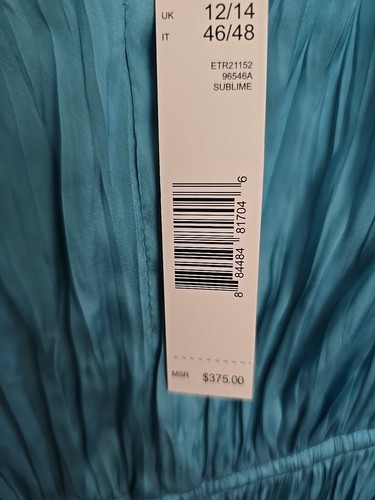 UK 12/14
IT 46/48
ETR21152
96546A
SUBLIME
8 84484 81704 6
MSR $375.00